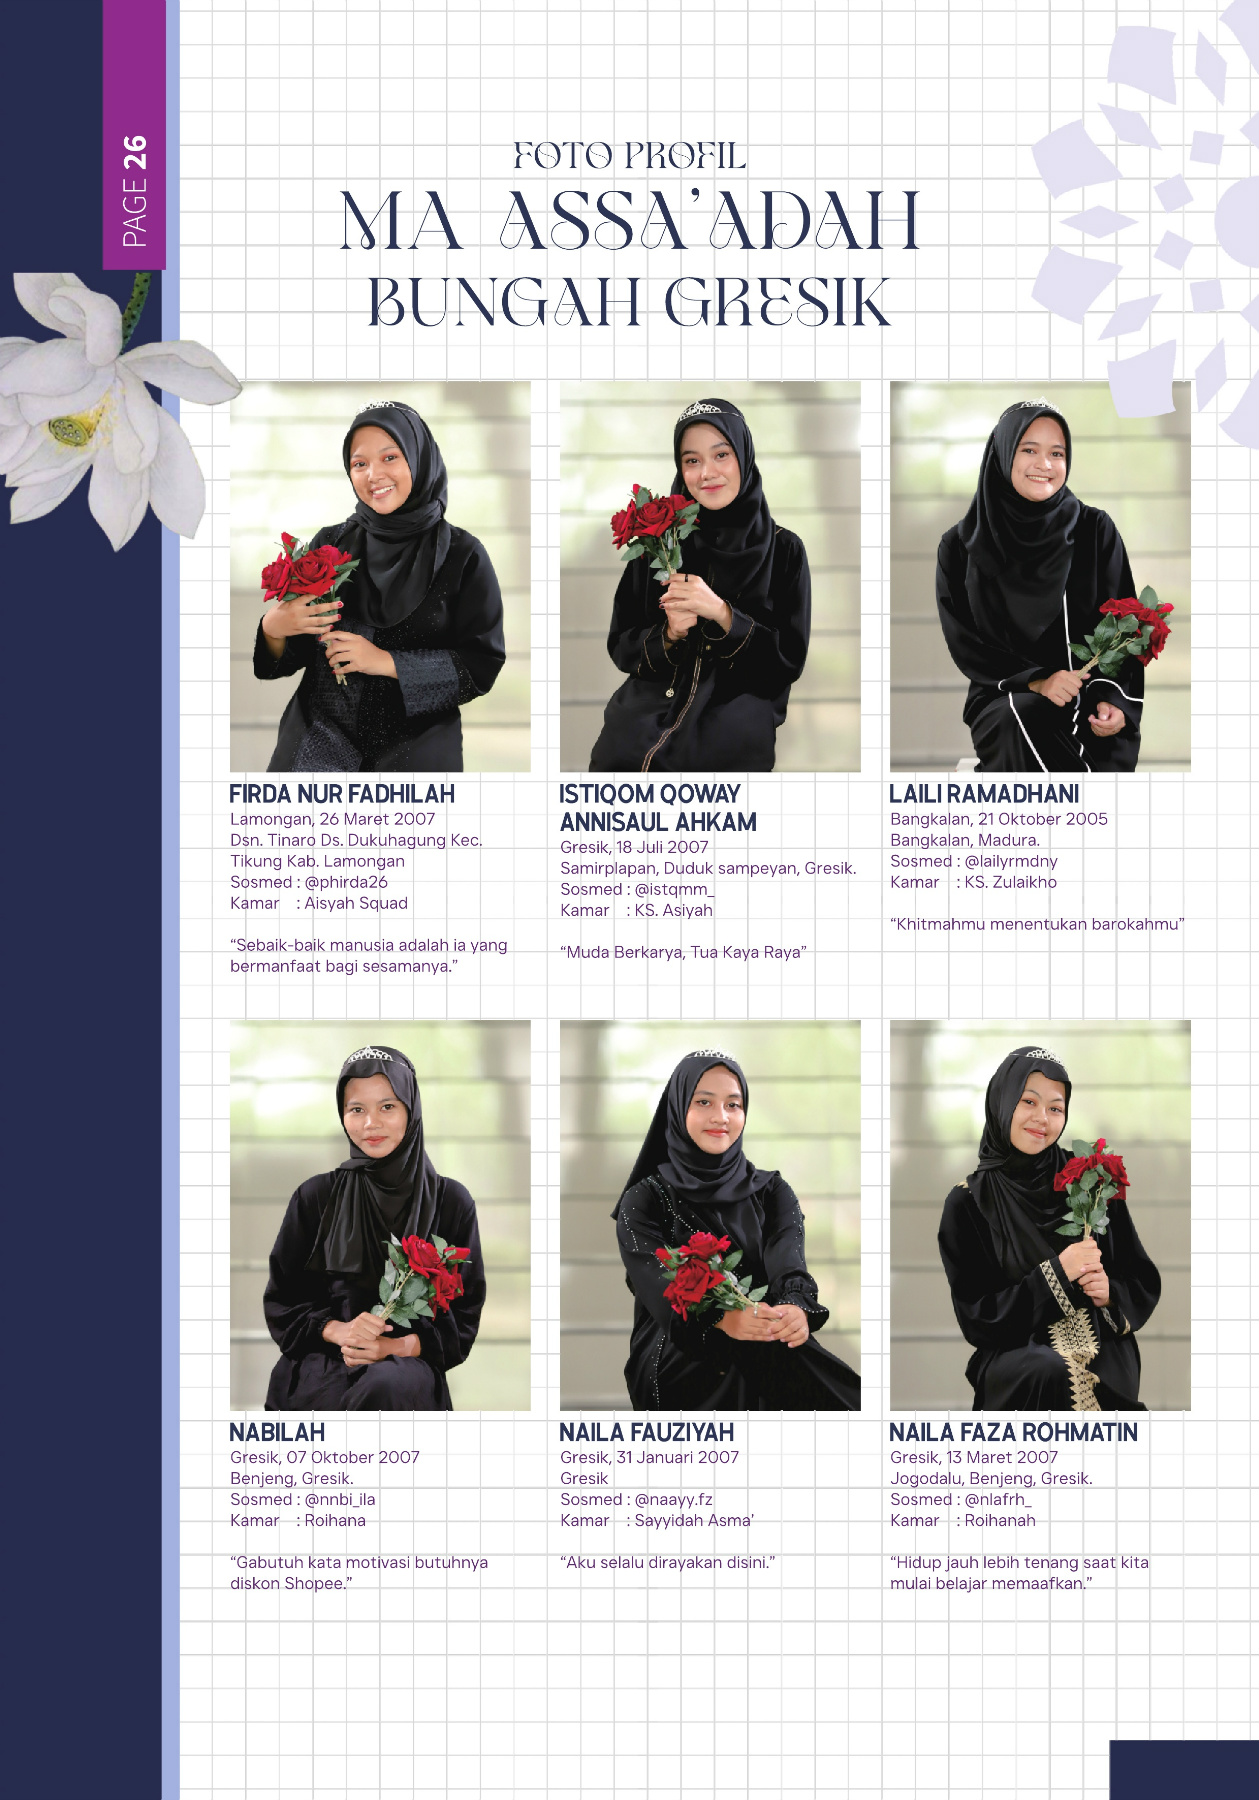 PAGE 26
FOTO PROFIL
MA ASSA'ADAH
BUNGAH GRESIK
FIRDA NUR FADHILAH
Lamongan, 26 Maret 2007
Dsn. Tinaro Ds. Dukuhagung Kec.
Tikung Kab. Lamongan
Sosmed : @phirda26
Kamar : Aisyah Squad
“Sebaik-baik manusia adalah ia yang
bermanfaat bagi sesamanya.”
ISTIQOM QOWAY
ANNISAUL AHKAM
Gresik, 18 Juli 2007
Samirplapan, Duduk sampeyan, Gresik.
Sosmed : @istqmm_
Kamar : KS. Asiyah
“Muda Berkarya, Tua Kaya Raya”
LAILI RAMADHANI
Bangkalan, 21 Oktober 2005
Bangkalan, Madura.
Sosmed : @lailyrmdny
Kamar : KS. Zulaikho
“Khitmahmu menentukan barokahmu”
NABILAH
Gresik, 07 Oktober 2007
Benjeng, Gresik.
Sosmed : @nnbi_ila
Kamar : Roihana
“Gabutuh kata motivasi butuhnya
diskon Shopee.”
NAILA FAUZIYAH
Gresik, 31 Januari 2007
Gresik
Sosmed : @naayy.fz
Kamar : Sayyidah Asma'
“Aku selalu dirayakan disini.”
NAILA FAZA ROHMATIN
Gresik, 13 Maret 2007
Jogodalu, Benjeng, Gresik.
Sosmed : @nlafrh_
Kamar : Roihanah
“Hidup jauh lebih tenang saat kita
mulai belajar memaafkan.”